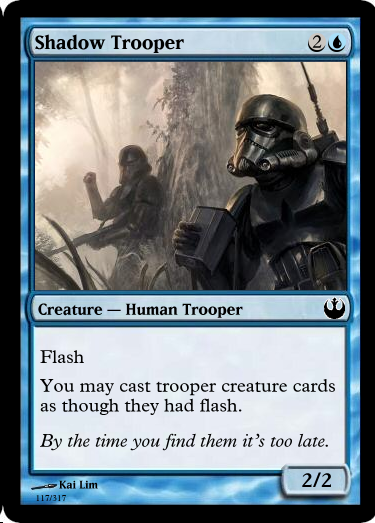 Shadow Trooper 2
Creature — Human Trooper
Flash
You may cast trooper creature cards
as though they had flash.
By the time you find them it's too late.
2/2
Kai Lim
117/317